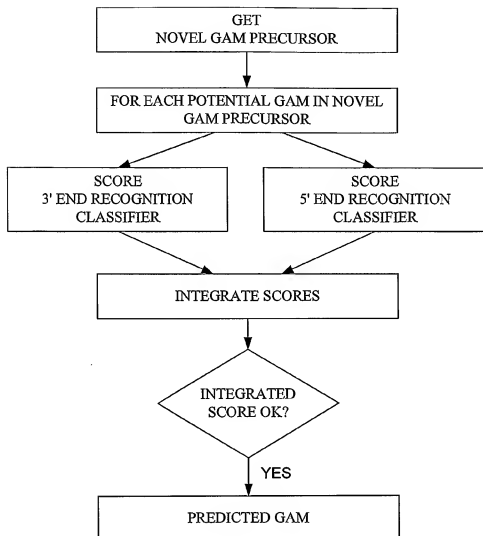 GET
NOVEL GAM PRECURSOR
FOR EACH POTENTIAL GAM IN NOVEL
GAM PRECURSOR
SCORE
3' END RECOGNITION
CLASSIFIER
SCORE
5' END RECOGNITION
CLASSIFIER
INTEGRATE SCORES
INTEGRATED
SCORE OK?
YES
PREDICTED GAM